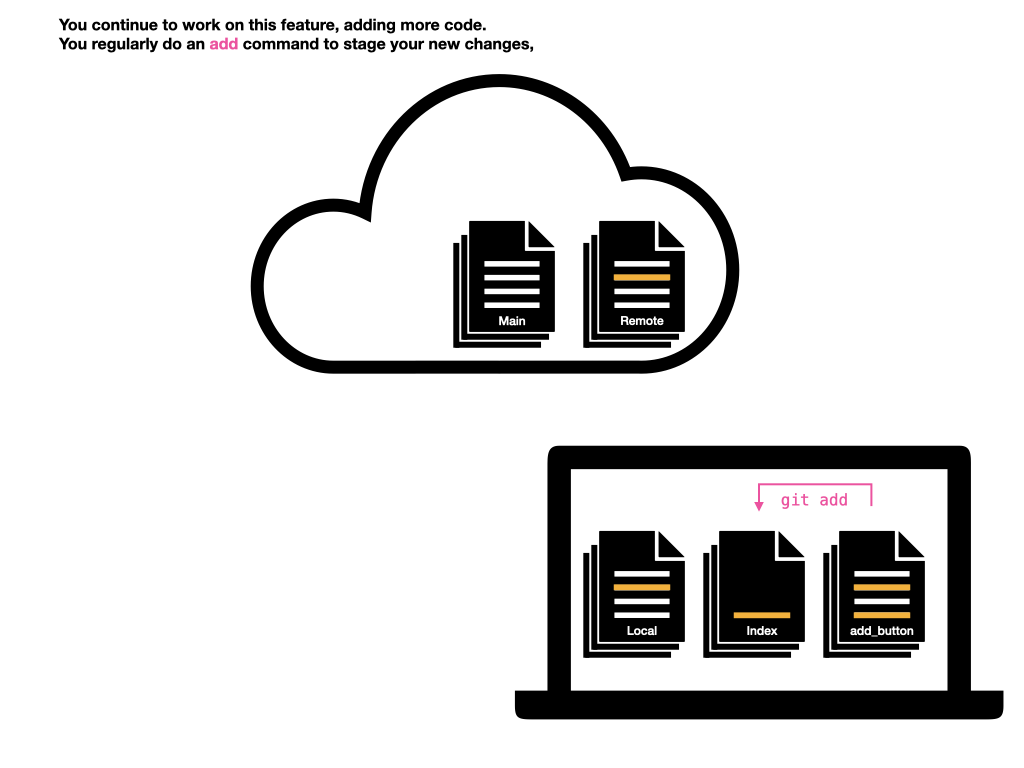 You continue to work on this feature, adding more code.
You regularly do an add command to stage your new changes,
Main
Remote
git add
Local
Index
add_button